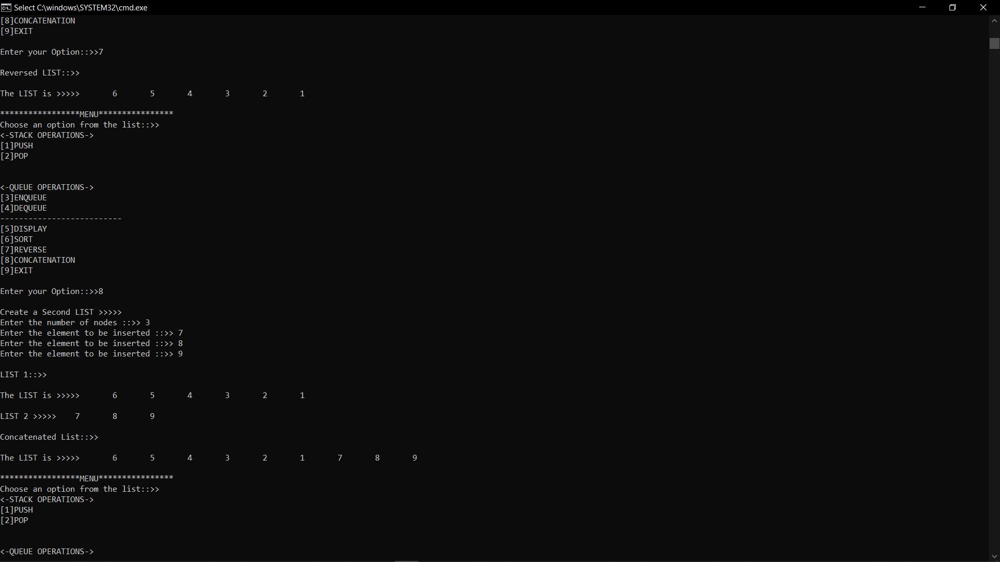 Select C:\windows\SYSTEM32\cmd.exe
[8]CONCATENATION
[9]EXIT
Enter your Option::>>7
Reversed LIST::>>
The LIST is >>>>>       6       5       4       3       2       1
*****************MENU****************
Choose an option from the list::>>
<-STACK OPERATIONS->
[1]PUSH
[2]POP
<-QUEUE OPERATIONS->
[3]ENQUEUE
[4]DEQUEUE
--------------------------
[5]DISPLAY
[6]SORT
[7]REVERSE
[8]CONCATENATION
[9]EXIT
Enter your Option::>>8
Create a Second LIST >>>>>
Enter the number of nodes ::>> 3
Enter the element to be inserted ::>> 7
Enter the element to be inserted ::>> 8
Enter the element to be inserted ::>> 9
LIST 1::>>
The LIST is >>>>>       6       5       4       3       2       1
LIST 2 >>>>>    7       8       9
Concatenated List::>>
The LIST is >>>>>       6       5       4       3       2       1       7       8       9
*****************MENU****************
Choose an option from the list::>>
<-STACK OPERATIONS->
[1]PUSH
[2]POP
<-QUEUE OPERATIONS->